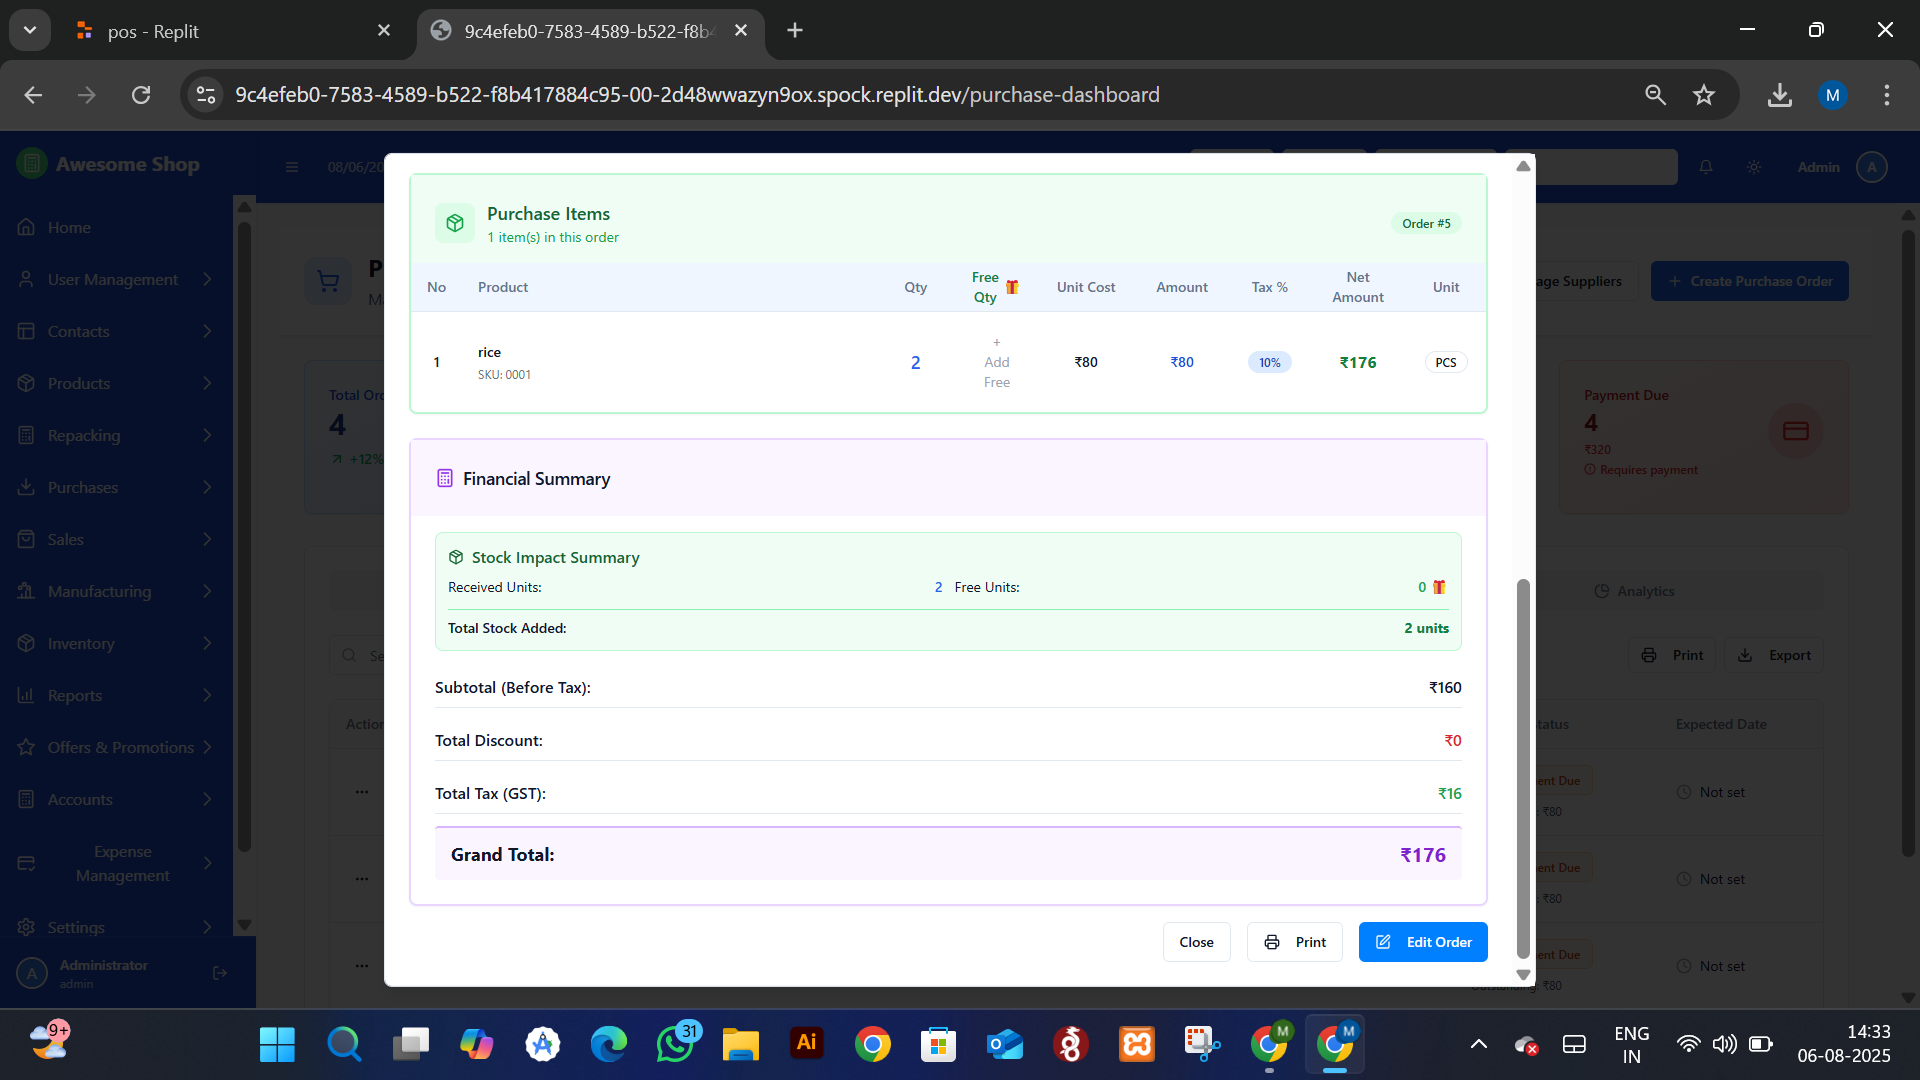 pos - Replit
9c4efeb0-7583-4589-b522-f8b4
9c4efeb0-7583-4589-b522-f8b417884c95-00-2d48wwazyn9ox.spock.replit.dev/purchase-dashboard
M
Awesome Shop
08/06/20
Admin
A
Home
User Management
Contacts
Products
Repacking
Purchases
Sales
Manufacturing
Inventory
Reports
Offers & Promotions
Accounts
Expense
Management
Settings
A
Administrator
admin
P
M
age Suppliers
+ Create Purchase Order
Total Ord
4
+12%
Payment Due
4
₹320
Requires payment
Analytics
Se
Print
Export
Action
tatus
Expected Date
ent Due
₹80
Not set
ent Due
₹80
Not set
ent Due
Outstanding: ₹80
Not set
Purchase Items
1 item(s) in this order
Order #5
No Product Qty Free Qty Unit Cost Amount Tax % Net Amount Unit
1 rice 2 + Add Free ₹80 ₹80 10% ₹176 PCS
SKU: 0001
Financial Summary
Stock Impact Summary
Received Units: 2 Free Units: 0
Total Stock Added: 2 units
Subtotal (Before Tax): ₹160
Total Discount: ₹0
Total Tax (GST): ₹16
Grand Total: ₹176
Close
Print
Edit Order
9+
31
Ai
M
M
ENG
IN
14:33
06-08-2025